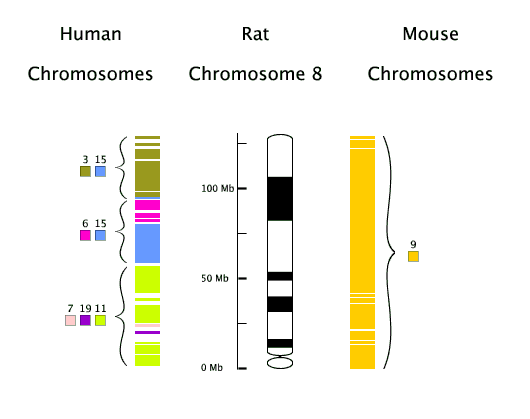 Human Rat Mouse
Chromosomes Chromosome 8 Chromosomes
3 15
100 Mb
6 15
9
50 Mb
7 19 11
0 Mb